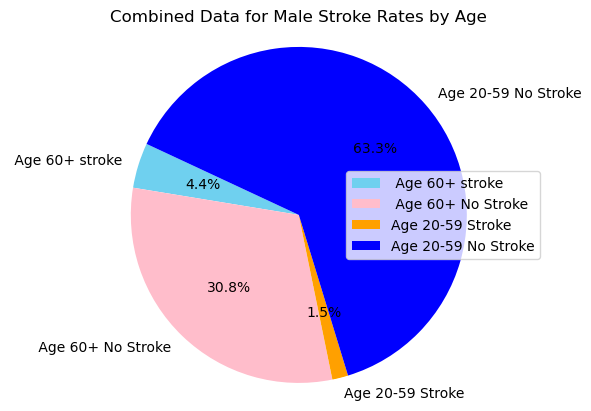 Combined Data for Male Stroke Rates by Age
Age 20-59 No Stroke
63.3%
Age 60+ stroke
4.4%
Age 60+ stroke
Age 60+ No Stroke
Age 20-59 Stroke
Age 20-59 No Stroke
30.8%
1.5%
Age 60+ No Stroke
Age 20-59 Stroke